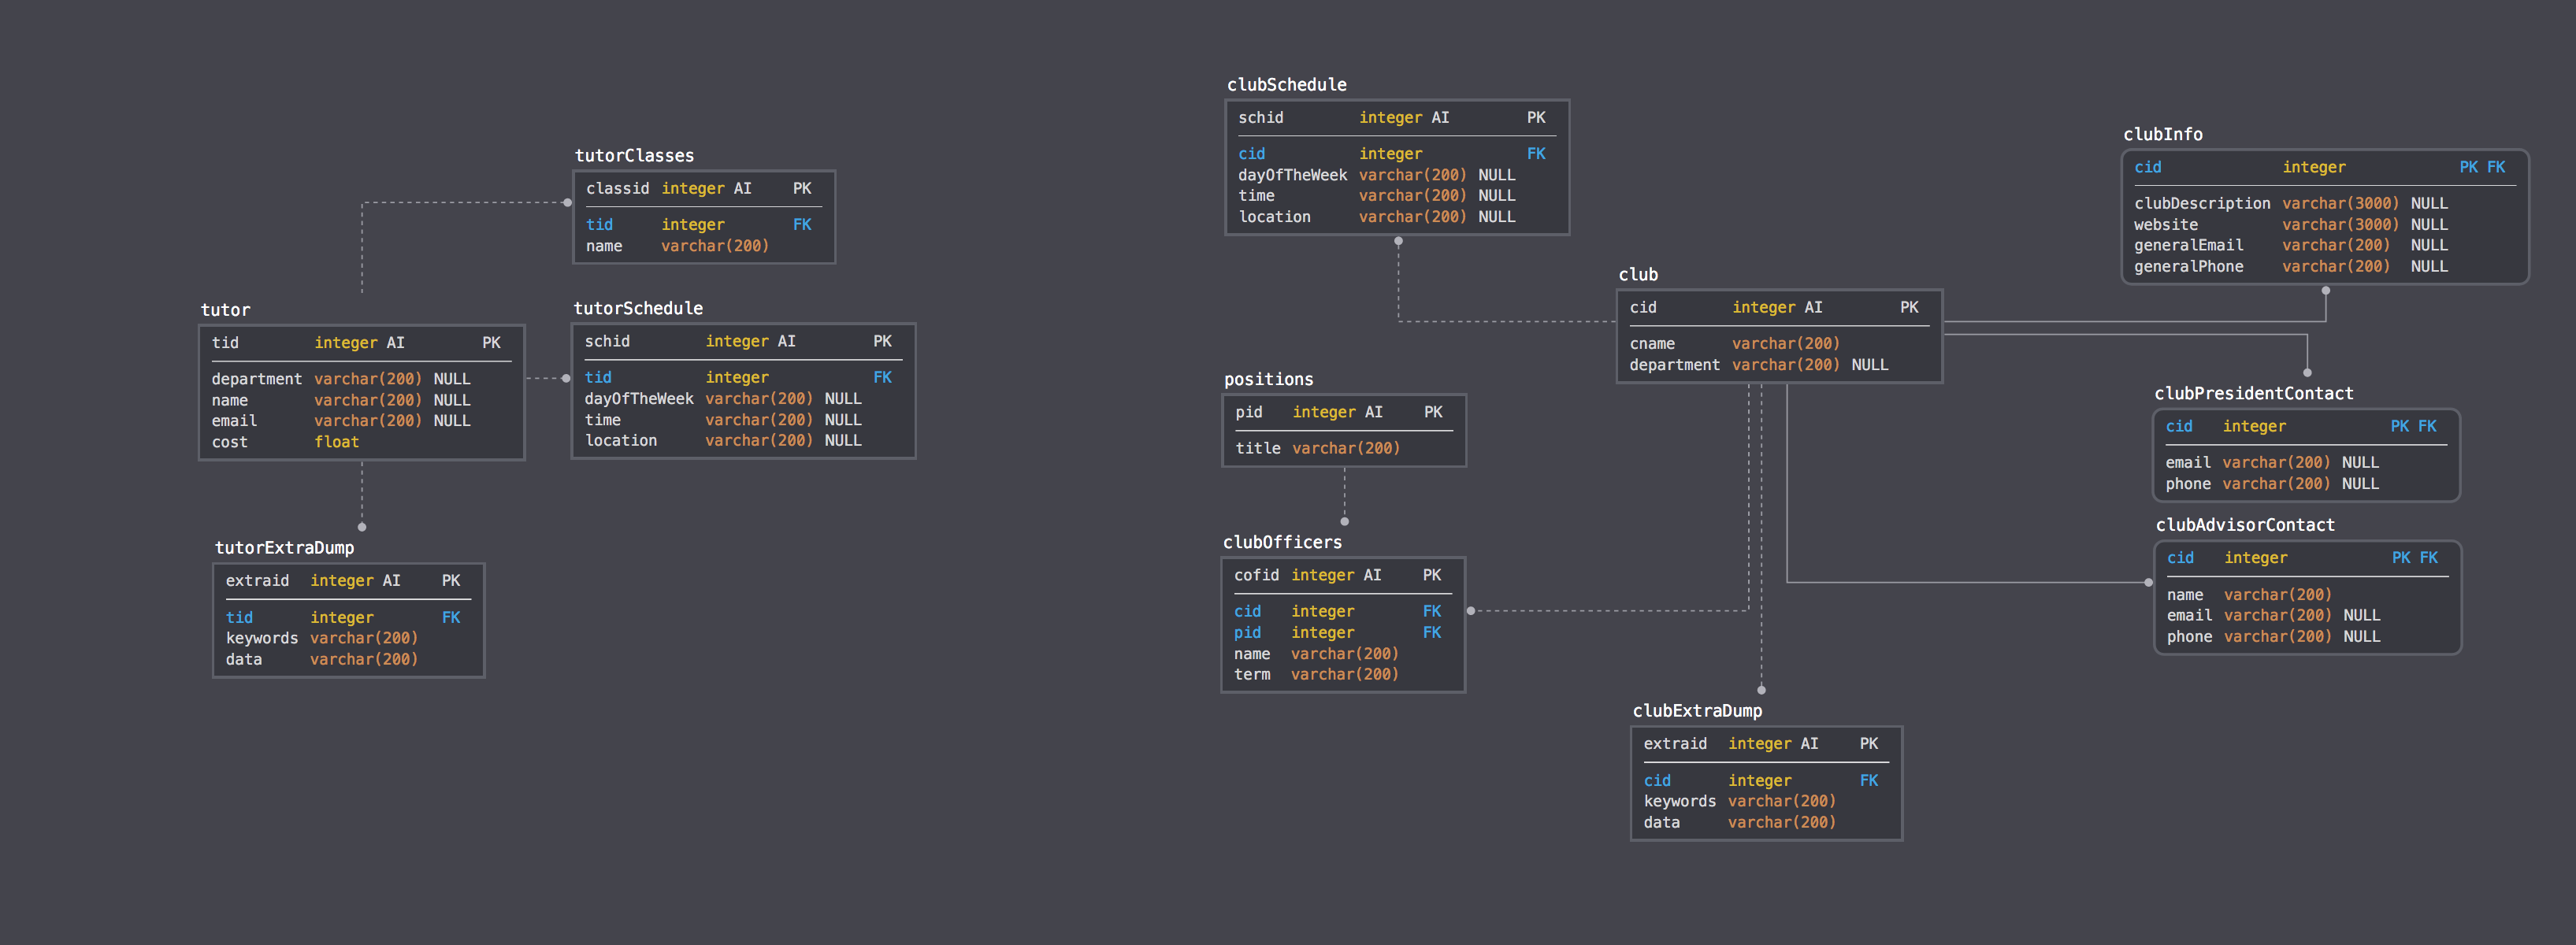 tutorClasses
classid integer AI PK
tid integer FK
name varchar(200)
tutor
tid integer AI PK
department varchar(200) NULL
name varchar(200) NULL
email varchar(200) NULL
cost float
tutorSchedule
schid integer AI PK
tid integer FK
dayOfTheWeek varchar(200) NULL
time varchar(200) NULL
location varchar(200) NULL
tutorExtraDump
extraid integer AI PK
tid integer FK
keywords varchar(200)
data varchar(200)
clubSchedule
schid integer AI PK
cid integer FK
dayOfTheWeek varchar(200) NULL
time varchar(200) NULL
location varchar(200) NULL
club
cid integer AI PK
cname varchar(200)
department varchar(200) NULL
positions
pid integer AI PK
title varchar(200)
clubOfficers
cofid integer AI PK
cid integer FK
pid integer FK
name varchar(200)
term varchar(200)
clubExtraDump
extraid integer AI PK
cid integer FK
keywords varchar(200)
data varchar(200)
clubInfo
cid integer PK FK
clubDescription varchar(3000) NULL
website varchar(3000) NULL
generalEmail varchar(200) NULL
generalPhone varchar(200) NULL
clubPresidentContact
cid integer PK FK
email varchar(200) NULL
phone varchar(200) NULL
clubAdvisorContact
cid integer PK FK
name varchar(200)
email varchar(200) NULL
phone varchar(200) NULL